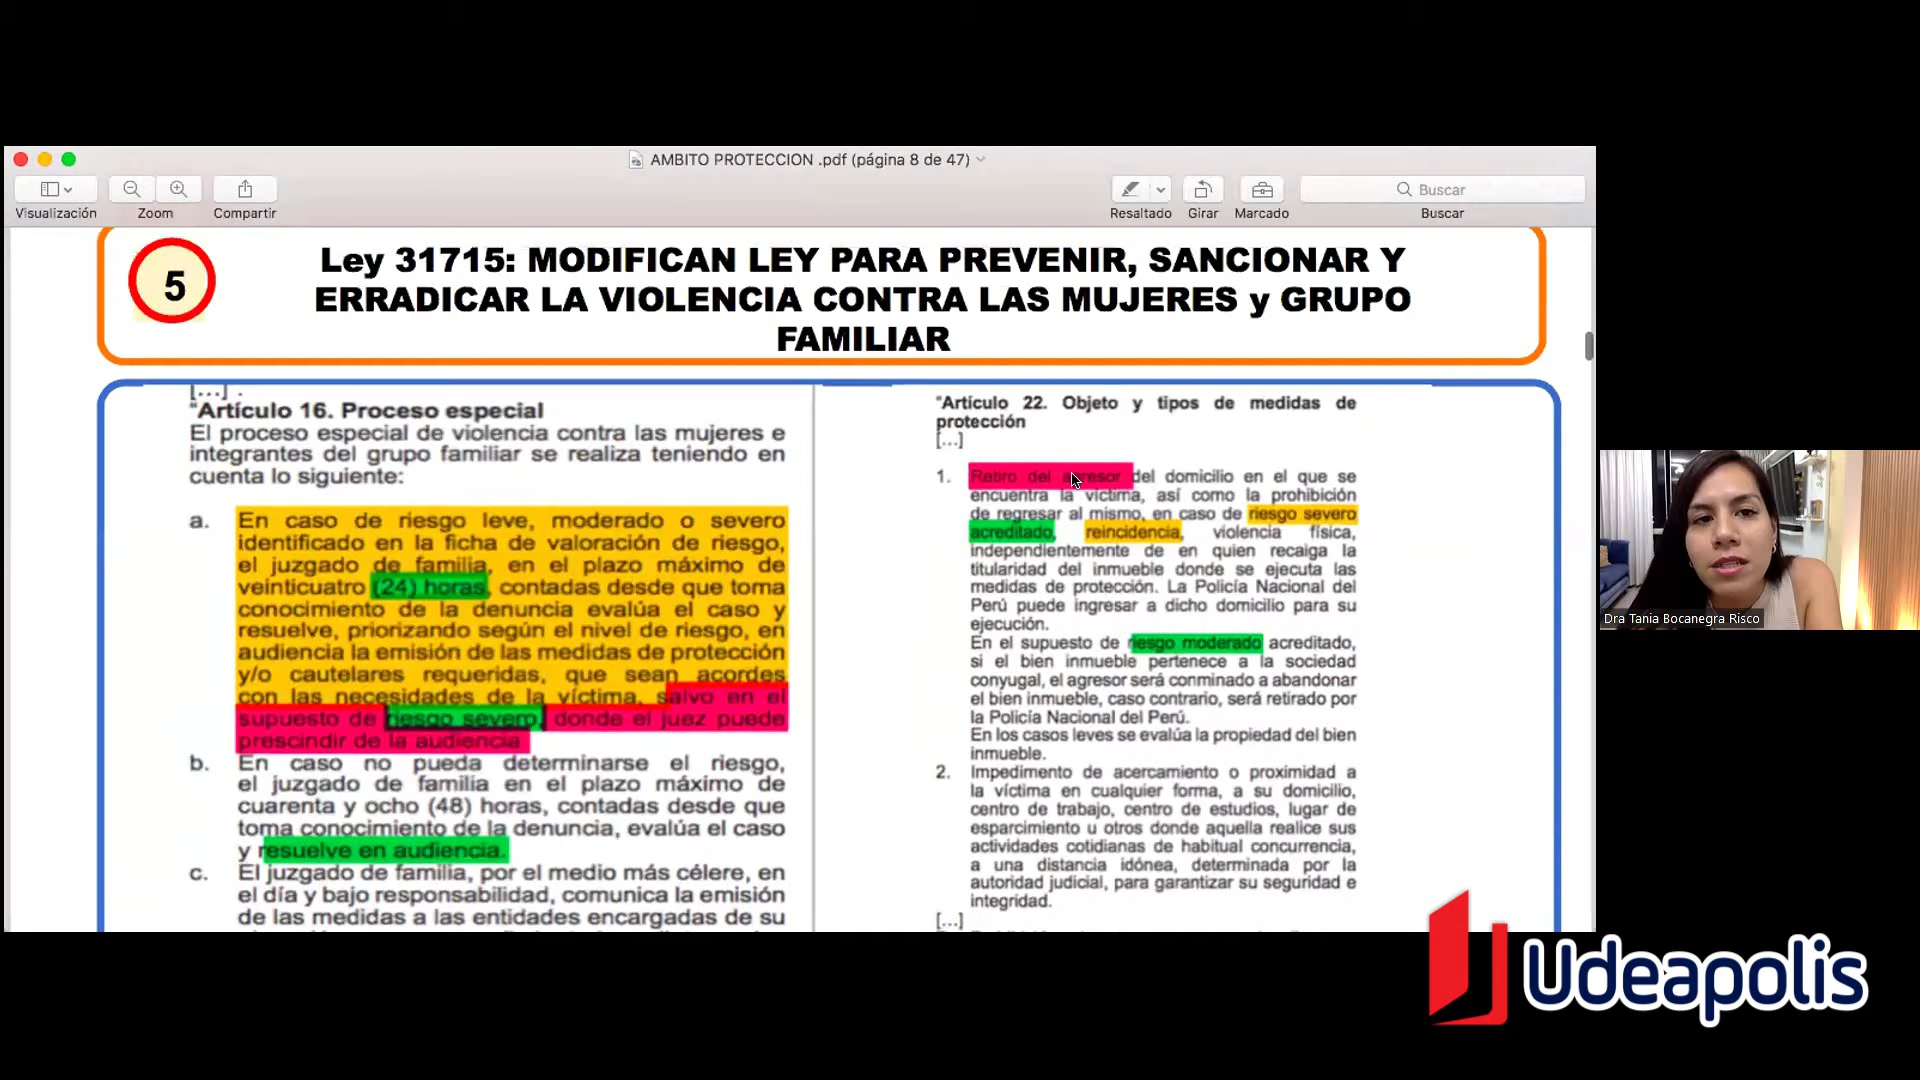 AMBITO PROTECCION .pdf (página 8 de 47)
Visualización
Zoom
Compartir
Resaltado
Girar
Marcado
Buscar
Buscar
5
Ley 31715: MODIFICAN LEY PARA PREVENIR, SANCIONAR Y
ERRADICAR LA VIOLENCIA CONTRA LAS MUJERES y GRUPO
FAMILIAR
[...] .
"Artículo 16. Proceso especial
El proceso especial de violencia contra las mujeres e
integrantes del grupo familiar se realiza teniendo en
cuenta lo siguiente:
a. En caso de riesgo leve, moderado o severo
identificado en la ficha de valoración de riesgo,
el juzgado de familia, en el plazo máximo de
veinticuatro (24) horas, contadas desde que toma
conocimiento de la denuncia evalúa el caso y
resuelve, priorizando según el nivel de riesgo, en
audiencia la emisión de las medidas de protección
y/o cautelares requeridas, que sean acordes
con las necesidades de la víctima, salvo en el
supuesto de riesgo severo, donde el juez puede
prescindir de la audiencia
b. En caso no pueda determinarse el riesgo,
el juzgado de familia en el plazo máximo de
cuarenta y ocho (48) horas, contadas desde que
toma conocimiento de la denuncia, evalúa el caso
y resuelve en audiencia.
c. El juzgado de familia, por el medio más célere, en
el día y bajo responsabilidad, comunica la emisión
de las medidas a las entidades encargadas de su
"Artículo 22. Objeto y tipos de medidas de
protección
[...]
1. Retiro del agresor del domicilio en el que se
encuentra la víctima, así como la prohibición
de regresar al mismo, en caso de riesgo severo
acreditado, reincidencia, violencia física,
independientemente de en quien recaiga la
titularidad del inmueble donde se ejecuta las
medidas de protección. La Policía Nacional del
Perú puede ingresar a dicho domicilio para su
ejecución.
En el supuesto de riesgo moderado acreditado,
si el bien inmueble pertenece a la sociedad
conyugal, el agresor será conminado a abandonar
el bien inmueble, caso contrario, será retirado por
la Policía Nacional del Perú.
En los casos leves se evalúa la propiedad del bien
inmueble.
2. Impedimento de acercamiento o proximidad a
la víctima en cualquier forma, a su domicilio,
centro de trabajo, centro de estudios, lugar de
esparcimiento u otros donde aquella realice sus
actividades cotidianas de habitual concurrencia,
a una distancia idónea, determinada por la
autoridad judicial, para garantizar su seguridad e
integridad.
[...]
Dra Tania Bocanegra Risco
Udeapolis